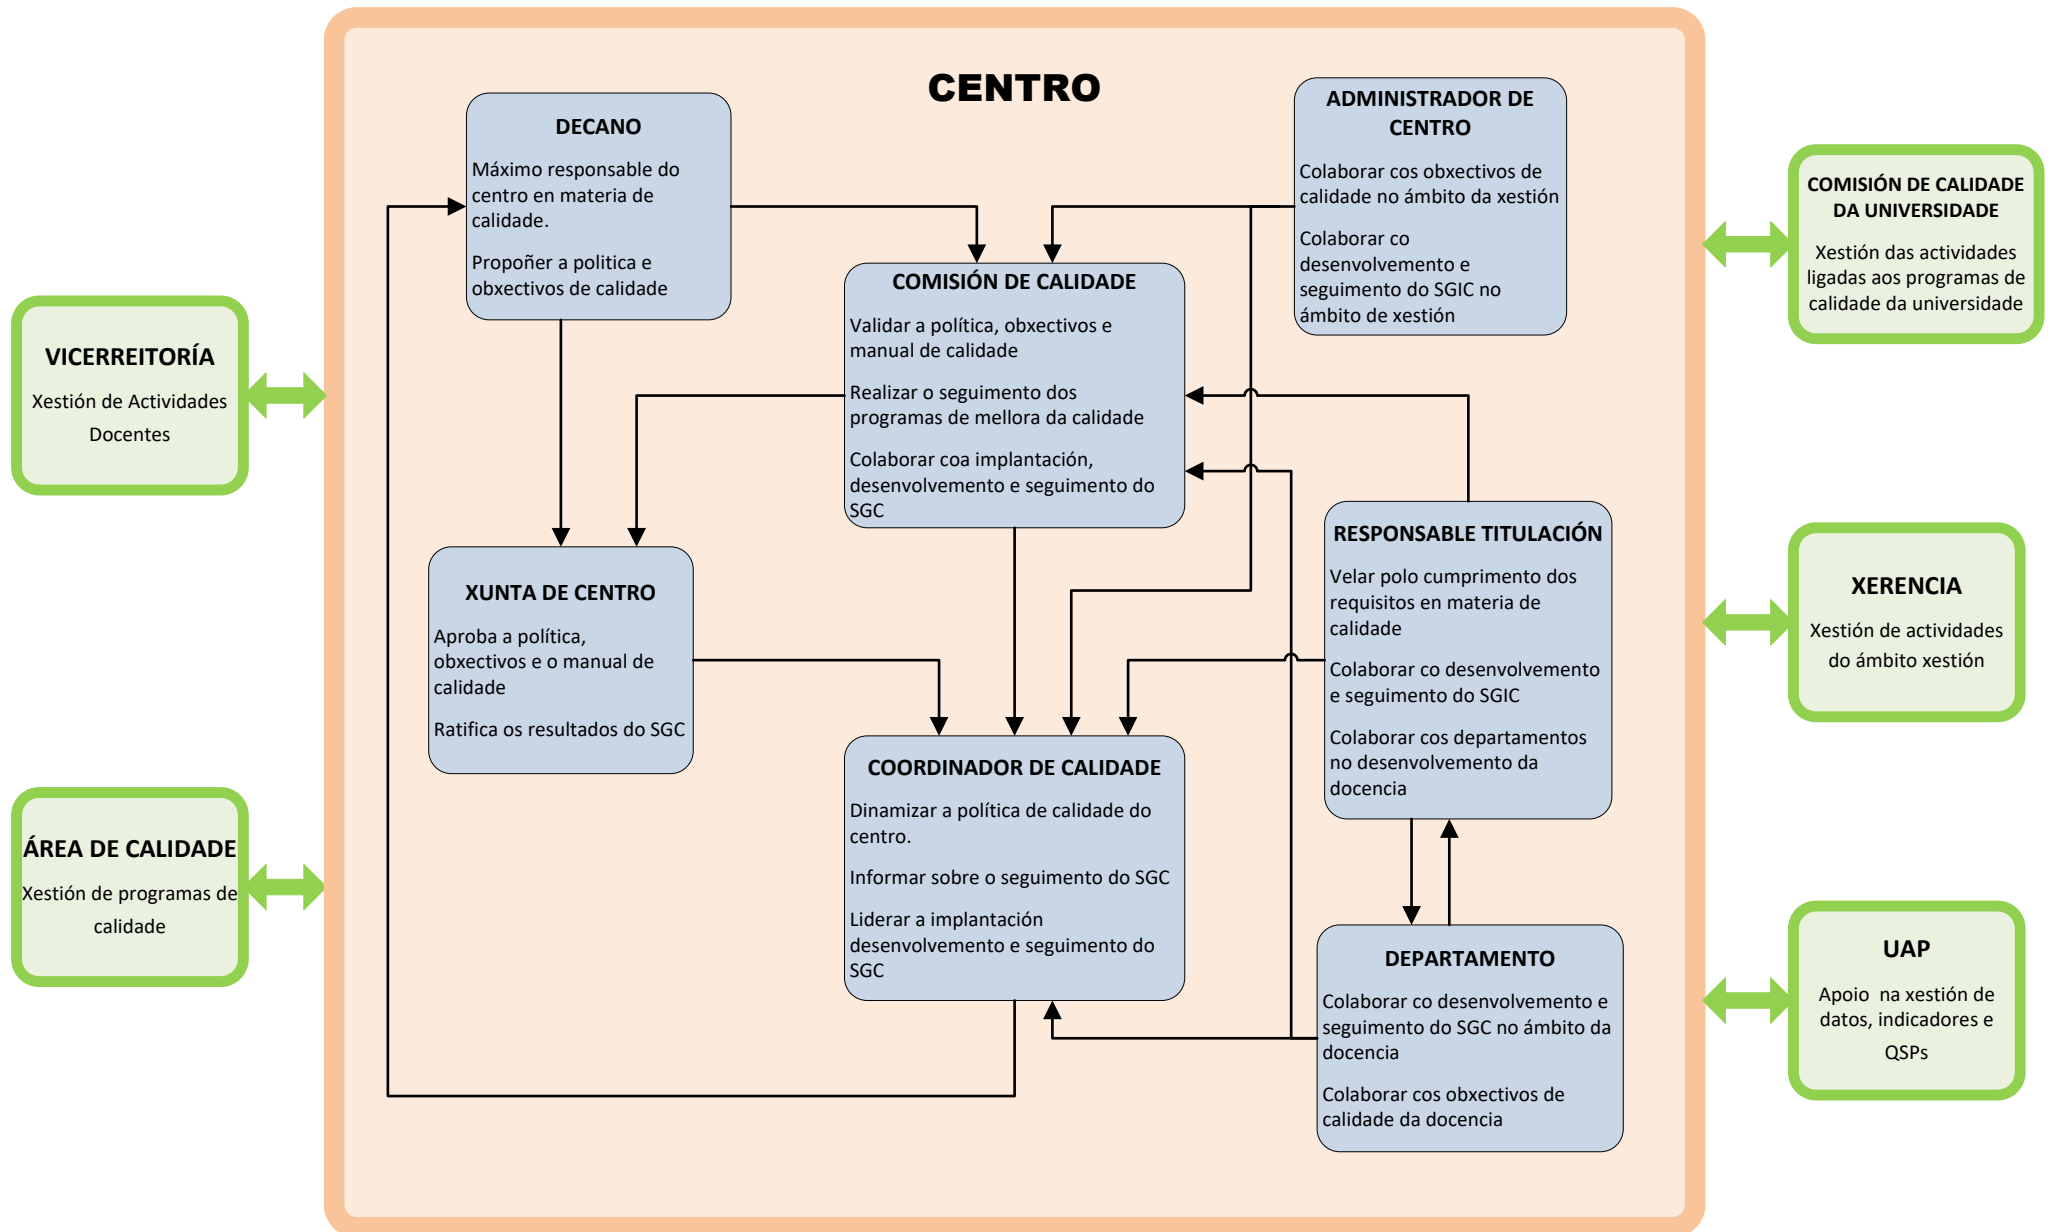 CENTRO
DECANO
Máximo responsable do
centro en materia de
calidade.
Propoñer a politica e
obxectivos de calidade
ADMINISTRADOR DE
CENTRO
Colaborar cos obxectivos de
calidade no ámbito da xestión
Colaborar co
desenvolvemento e
seguimento do SGIC no
ámbito de xestión
COMISIÓN DE CALIDADE
DA UNIVERSIDADE
Xestión das actividades
ligadas aos programas de
calidade da universidade
COMISIÓN DE CALIDADE
Validar a política, obxectivos e
manual de calidade
Realizar o seguimento dos
programas de mellora da calidade
Colaborar coa implantación,
desenvolvemento e seguimento do
SGC
VICERREITORÍA
Xestión de Actividades
Docentes
XUNTA DE CENTRO
Aproba a política,
obxectivos e o manual de
calidade
Ratifica os resultados do SGC
RESPONSABLE TITULACIÓN
Velar polo cumprimento dos
requisitos en materia de
calidade
Colaborar co desenvolvemento
e seguimento do SGIC
Colaborar cos departamentos
no desenvolvemento da
docencia
XERENCIA
Xestión de actividades
do ámbito xestión
ÁREA DE CALIDADE
Xestión de programas de
calidade
COORDINADOR DE CALIDADE
Dinamizar a política de calidade do
centro.
Informar sobre o seguimento do SGC
Liderar a implantación
desenvolvemento e seguimento do
SGC
DEPARTAMENTO
Colaborar co desenvolvemento e
seguimento do SGC no ámbito da
docencia
Colaborar cos obxectivos de
calidade da docencia
UAP
Apoio na xestión de
datos, indicadores e
QSPs